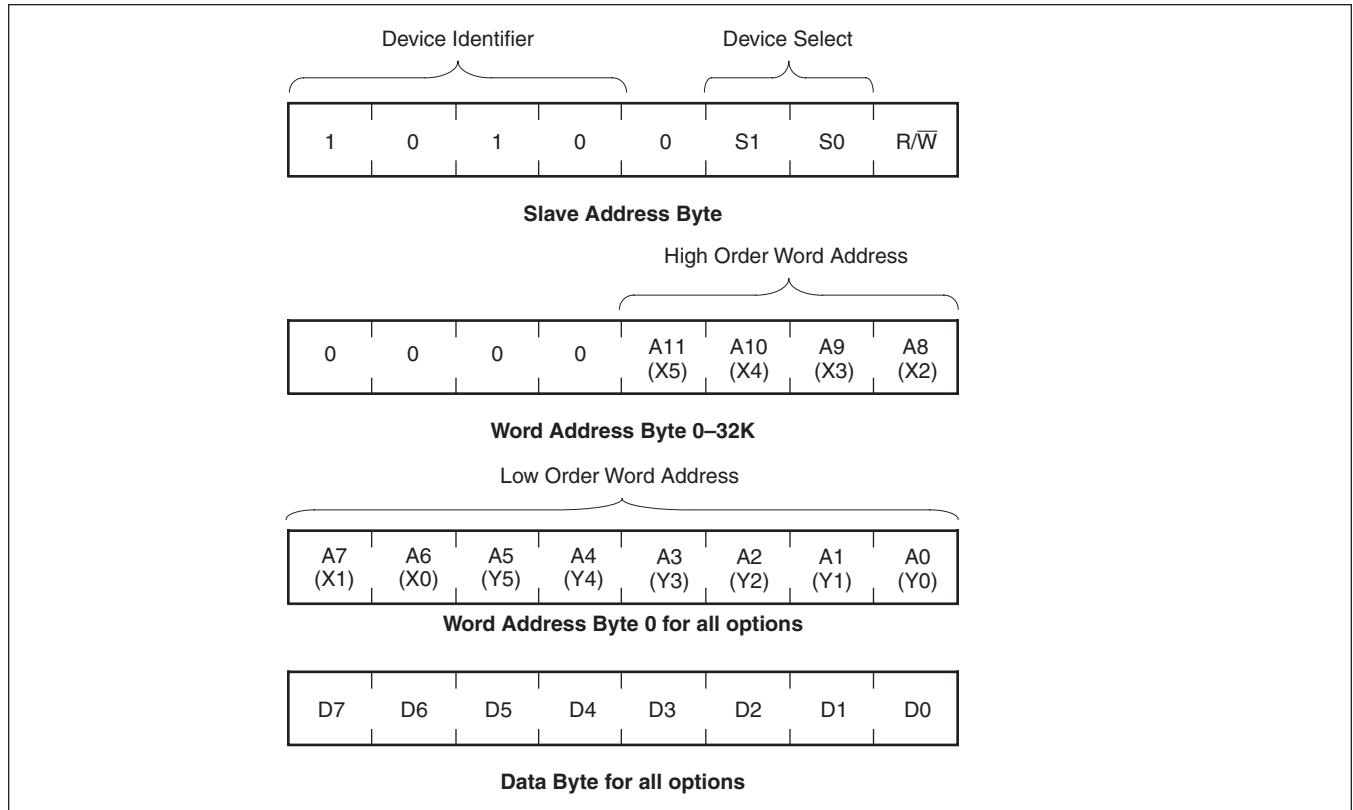 Device Identifier Device Select
1 0 1 0 0 S1 S0 R/W̅
Slave Address Byte
High Order Word Address
0 0 0 0 A11 A10 A9 A8
(X5) (X4) (X3) (X2)
Word Address Byte 0–32K
Low Order Word Address
A7 A6 A5 A4 A3 A2 A1 A0
(X1) (X0) (Y5) (Y4) (Y3) (Y2) (Y1) (Y0)
Word Address Byte 0 for all options
D7 D6 D5 D4 D3 D2 D1 D0
Data Byte for all options